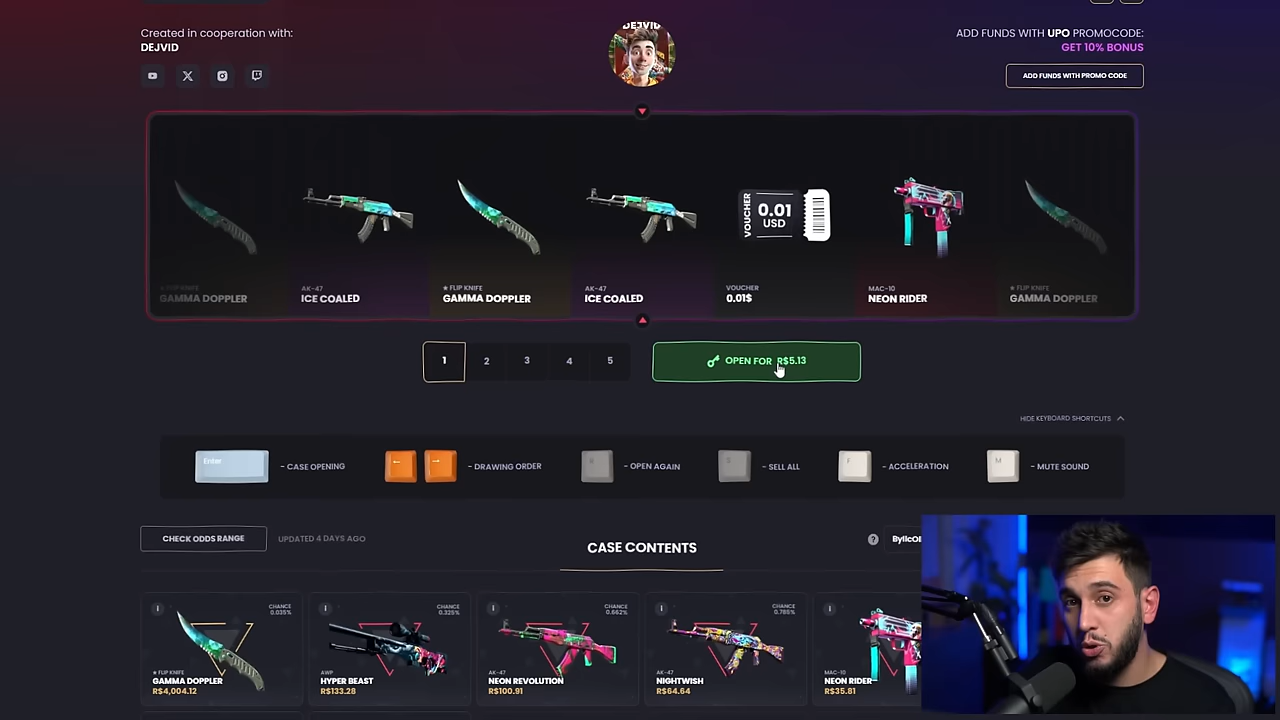 DEJVID
Created in cooperation with:
DEJVID
ADD FUNDS WITH UPO PROMOCODE:
GET 10% BONUS
ADD FUNDS WITH PROMO CODE
VOUCHER
0.01
USD
★ FLIP KNIFE
GAMMA DOPPLER
AK-47
ICE COALED
★ FLIP KNIFE
GAMMA DOPPLER
AK-47
ICE COALED
VOUCHER
0.01$
MAC-10
NEON RIDER
★ FLIP KNIFE
GAMMA DOPPLER
1
2
3
4
5
OPEN FOR R$5.13
HIDE KEYBOARD SHORTCUTS
Enter
- CASE OPENING
← →
- DRAWING ORDER
- OPEN AGAIN
- SELL ALL
F
- ACCELERATION
M
- MUTE SOUND
CHECK ODDS RANGE
UPDATED 4 DAYS AGO
CASE CONTENTS
?
i
CHANCE
0.035%
★ FLIP KNIFE
GAMMA DOPPLER
R$4,004.12
i
CHANCE
0.325%
AWP
HYPER BEAST
R$133.28
i
CHANCE
0.662%
AK-47
NEON REVOLUTION
R$100.91
i
CHANCE
0.785%
AK-47
NIGHTWISH
R$64.64
i
MAC-10
NEON RIDER
R$35.81